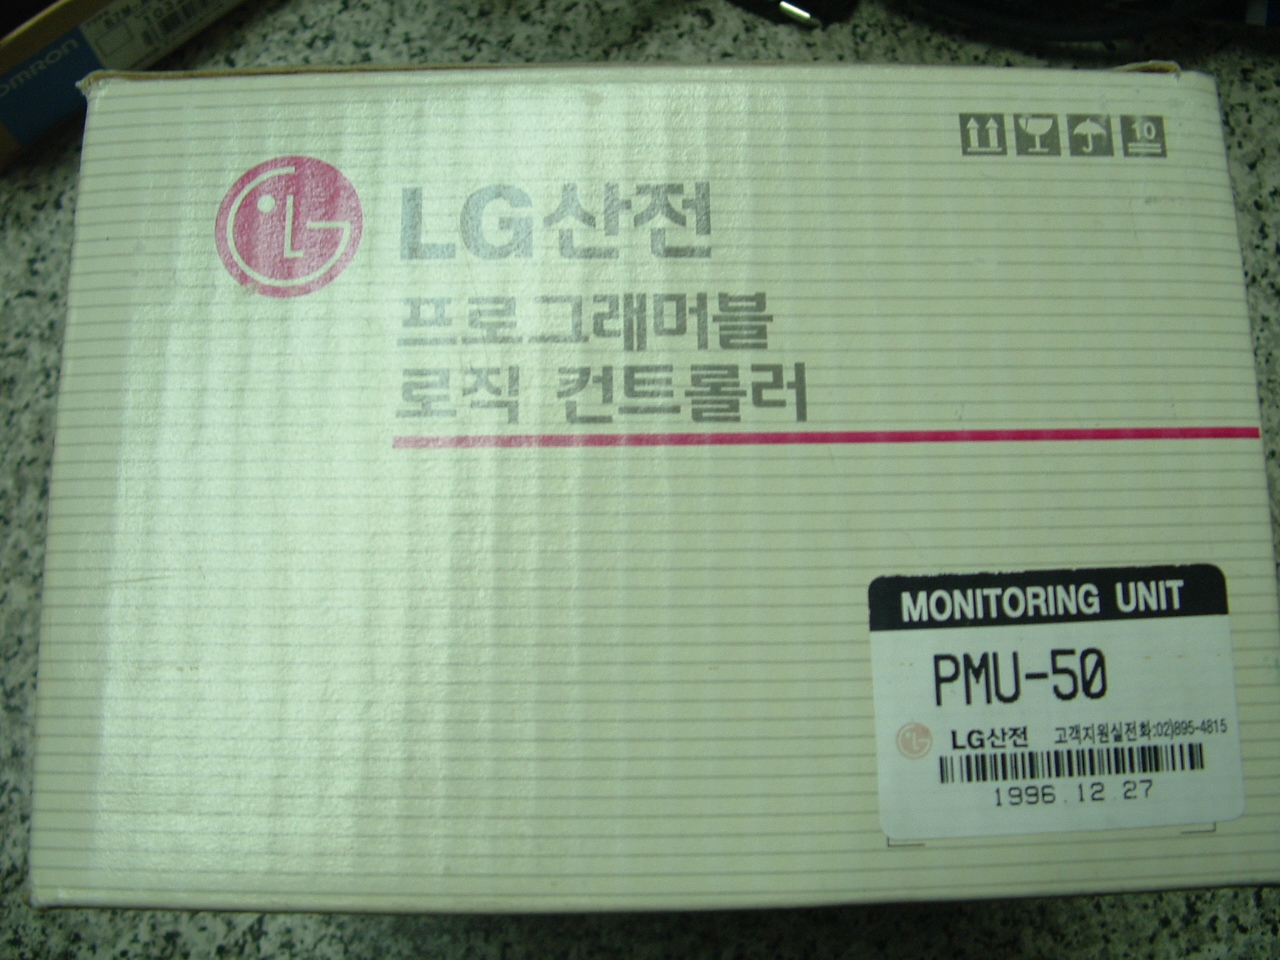 OMRON
10
LG산전
프로그래머블
로직 컨트롤러
MONITORING UNIT
PMU-50
LG산전 고객지원실전화:02)895-4815
1996.12.27